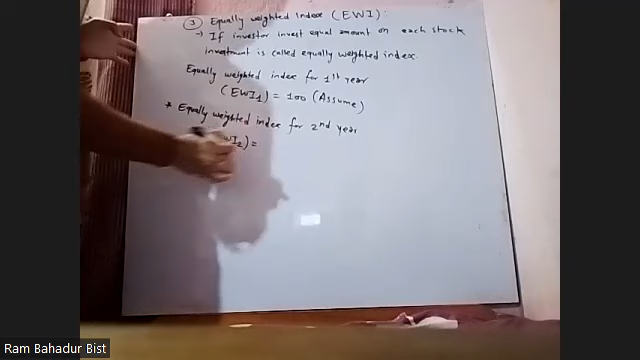 ③ Equally weighted Index (EWI):
→ If investor invest equal amount on each stock
investment is called equally weighted index.
Equally weighted index for 1st year
(EWI1) = 100 (Assume)
* Equally weighted index for 2nd year
WI2) =
Ram Bahadur Bist